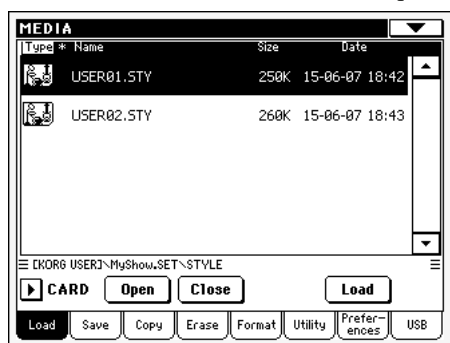 MEDIA
Type * Name Size Date
USER01.STY 250K 15-06-07 18:42
USER02.STY 260K 15-06-07 18:43
[KORG USER]\MyShow.SET\STYLE
CARD Open Close Load
Load Save Copy Erase Format Utility Prefer-
ences USB